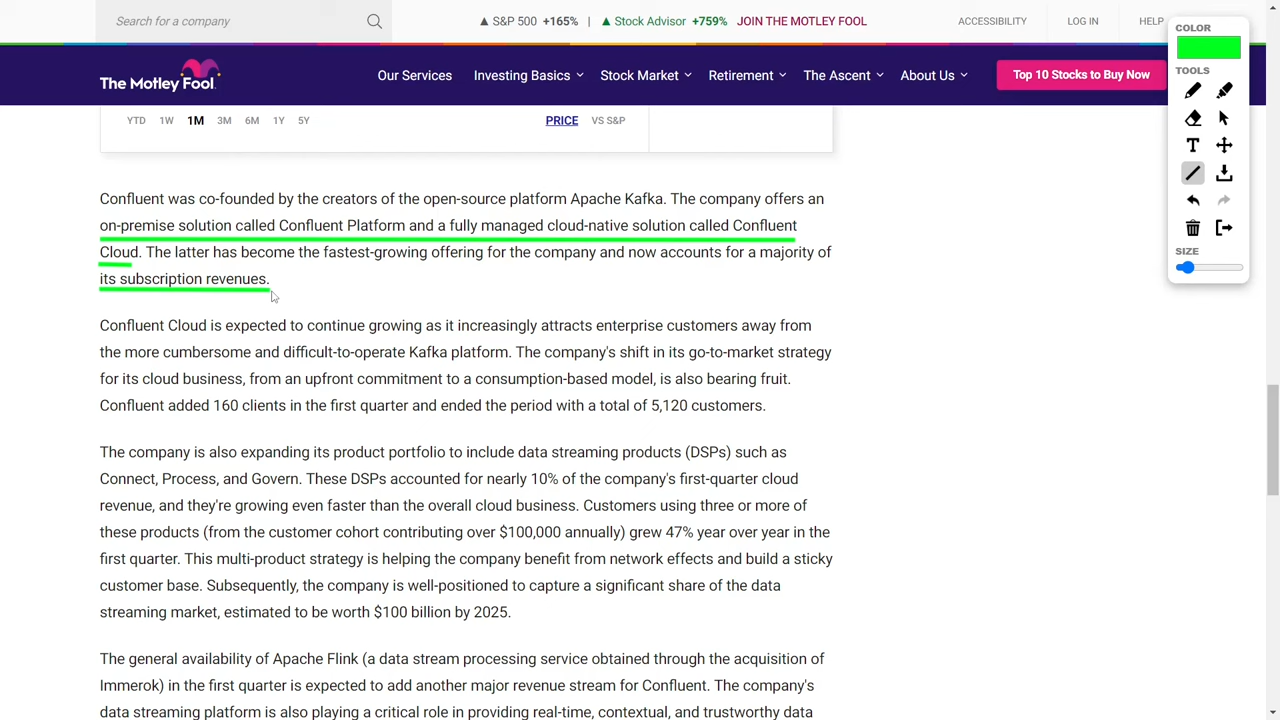 Search for a company
▲ S&P 500 +165% | ▲ Stock Advisor +759% JOIN THE MOTLEY FOOL
ACCESSIBILITY LOG IN HELP
The Motley Fool
Our Services Investing Basics Stock Market Retirement The Ascent About Us Top 10 Stocks to Buy Now
COLOR
TOOLS
T
SIZE
YTD 1W 1M 3M 6M 1Y 5Y PRICE VS S&P
Confluent was co-founded by the creators of the open-source platform Apache Kafka. The company offers an
on-premise solution called Confluent Platform and a fully managed cloud-native solution called Confluent
Cloud. The latter has become the fastest-growing offering for the company and now accounts for a majority of
its subscription revenues.
Confluent Cloud is expected to continue growing as it increasingly attracts enterprise customers away from
the more cumbersome and difficult-to-operate Kafka platform. The company's shift in its go-to-market strategy
for its cloud business, from an upfront commitment to a consumption-based model, is also bearing fruit.
Confluent added 160 clients in the first quarter and ended the period with a total of 5,120 customers.
The company is also expanding its product portfolio to include data streaming products (DSPs) such as
Connect, Process, and Govern. These DSPs accounted for nearly 10% of the company's first-quarter cloud
revenue, and they're growing even faster than the overall cloud business. Customers using three or more of
these products (from the customer cohort contributing over $100,000 annually) grew 47% year over year in the
first quarter. This multi-product strategy is helping the company benefit from network effects and build a sticky
customer base. Subsequently, the company is well-positioned to capture a significant share of the data
streaming market, estimated to be worth $100 billion by 2025.
The general availability of Apache Flink (a data stream processing service obtained through the acquisition of
Immerok) in the first quarter is expected to add another major revenue stream for Confluent. The company's
data streaming platform is also playing a critical role in providing real-time, contextual, and trustworthy data